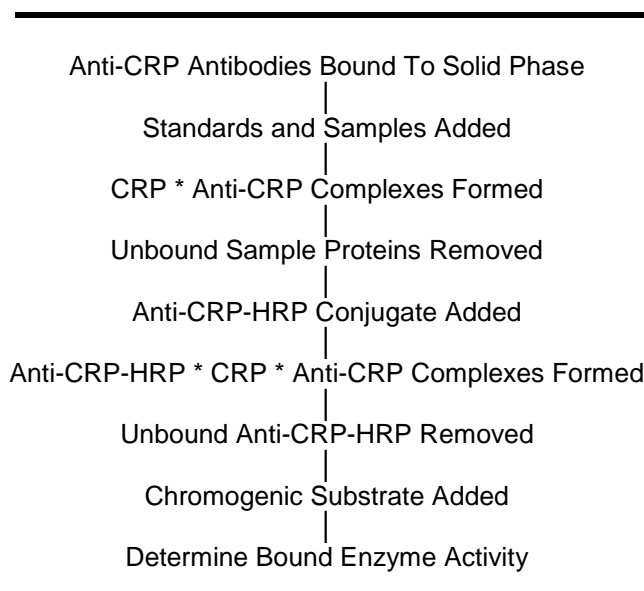 Anti-CRP Antibodies Bound To Solid Phase
Standards and Samples Added
CRP * Anti-CRP Complexes Formed
Unbound Sample Proteins Removed
Anti-CRP-HRP Conjugate Added
Anti-CRP-HRP * CRP * Anti-CRP Complexes Formed
Unbound Anti-CRP-HRP Removed
Chromogenic Substrate Added
Determine Bound Enzyme Activity